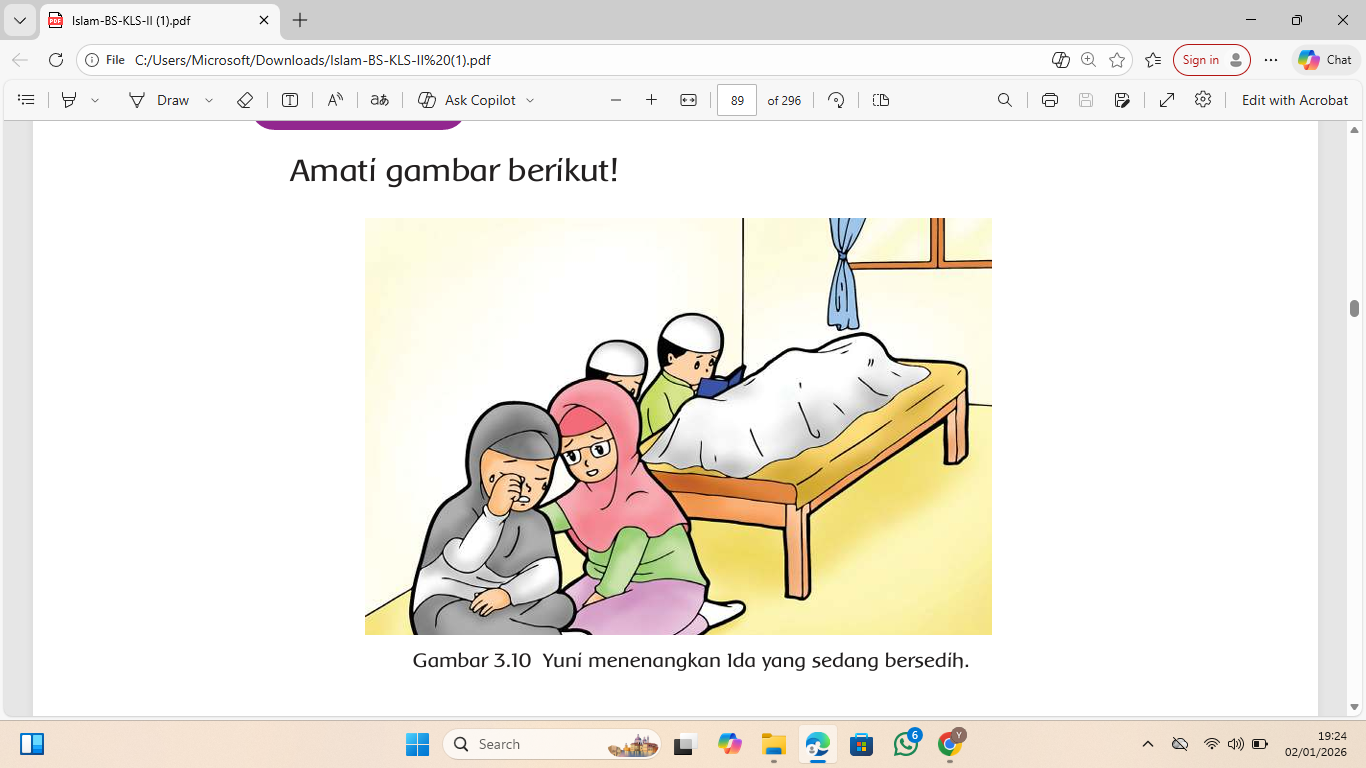 Islam-BS-KLS-II (1).pdf
File C:/Users/Microsoft/Downloads/Islam-BS-KLS-II%20(1).pdf
Sign in
Chat
Draw
Ask Copilot
89 of 296
Edit with Acrobat
Amati gambar berikut!
Gambar 3.10 Yuni menenangkan Ida yang sedang bersedih.
Search
6
Y
19:24
02/01/2026